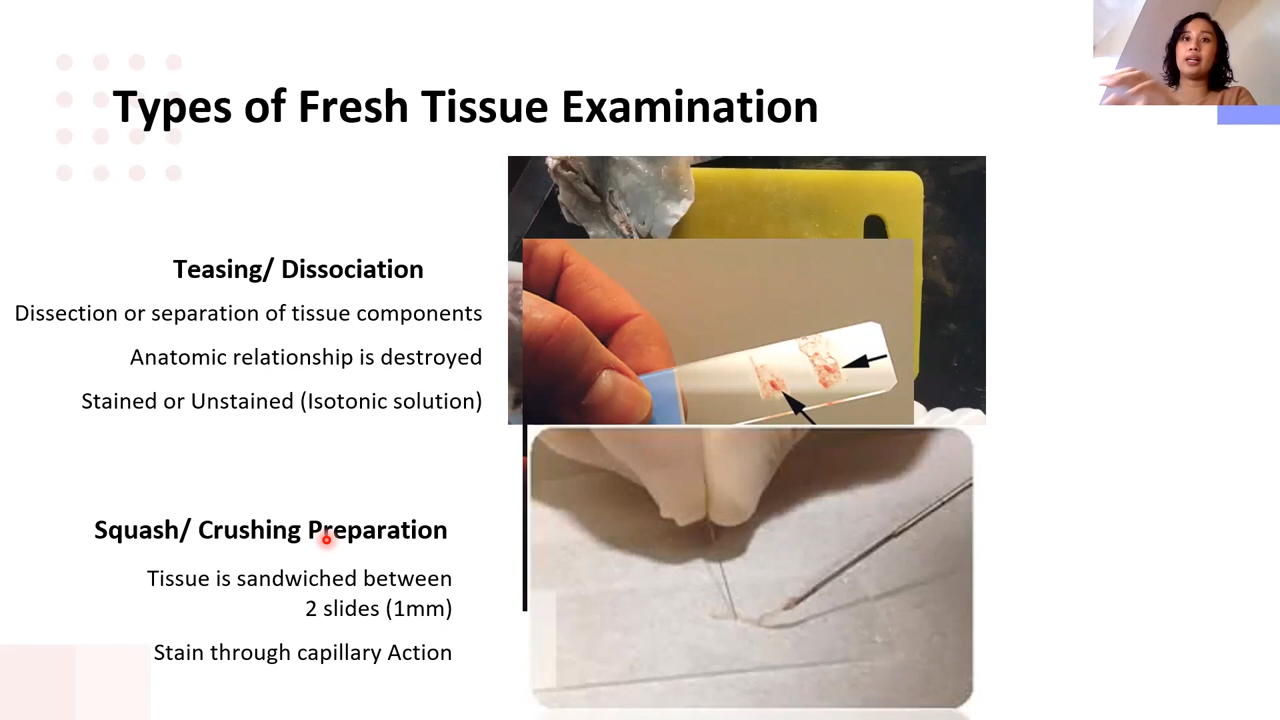 Types of Fresh Tissue Examination
Teasing/ Dissociation
Dissection or separation of tissue components
Anatomic relationship is destroyed
Stained or Unstained (Isotonic solution)
Squash/ Crushing Preparation
Tissue is sandwiched between
2 slides (1mm)
Stain through capillary Action